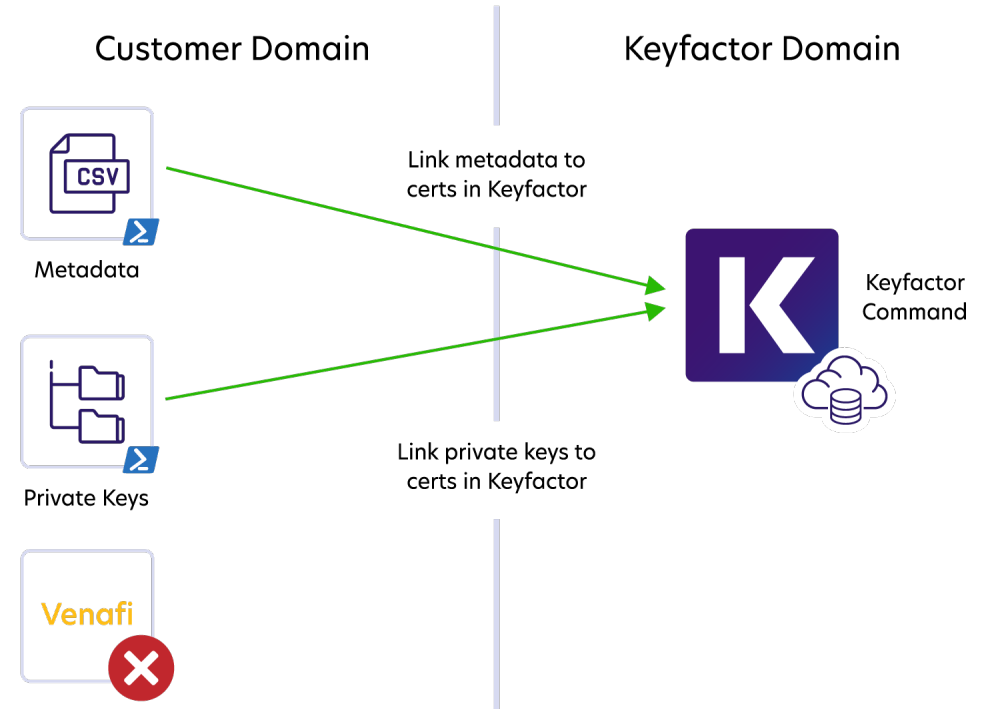 Customer Domain
Keyfactor Domain
CSV
Metadata
Link metadata to
certs in Keyfactor
K
Keyfactor
Command
Private Keys
Link private keys to
certs in Keyfactor
Venafi